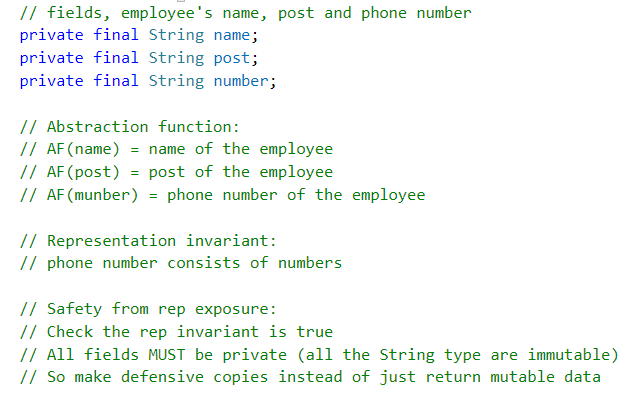 // fields, employee's name, post and phone number
private final String name;
private final String post;
private final String number;
// Abstraction function:
// AF(name) = name of the employee
// AF(post) = post of the employee
// AF(munber) = phone number of the employee
// Representation invariant:
// phone number consists of numbers
// Safety from rep exposure:
// Check the rep invariant is true
// All fields MUST be private (all the String type are immutable)
// So make defensive copies instead of just return mutable data